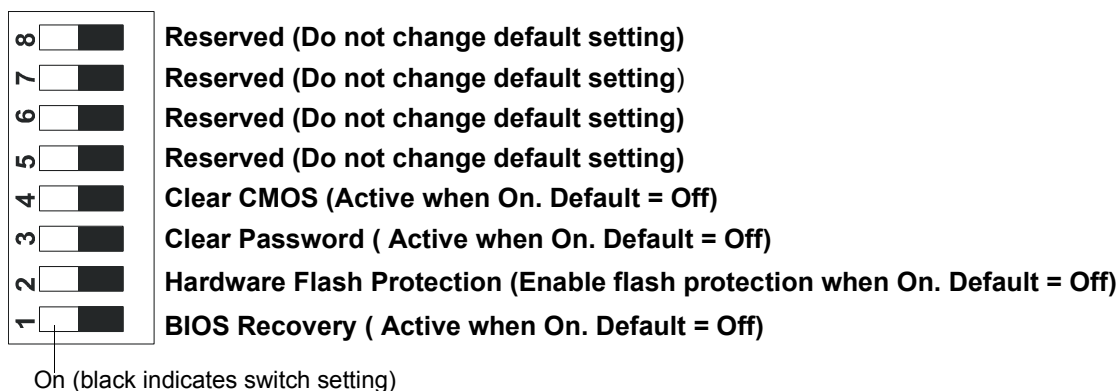 8 Reserved (Do not change default setting)
7 Reserved (Do not change default setting)
6 Reserved (Do not change default setting)
5 Reserved (Do not change default setting)
4 Clear CMOS (Active when On. Default = Off)
3 Clear Password ( Active when On. Default = Off)
2 Hardware Flash Protection (Enable flash protection when On. Default = Off)
1 BIOS Recovery ( Active when On. Default = Off)
On (black indicates switch setting)